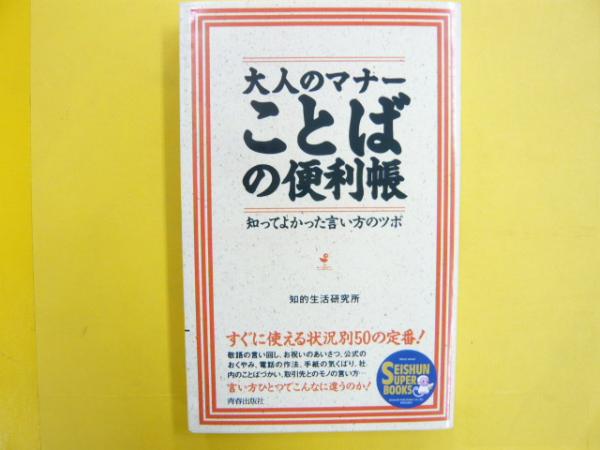 大人のマナー
ことば
の便利帳
知ってよかった言い方のツボ
知的生活研究所
すぐに使える状況別50の定番!
敬語の言い回し、お祝いのあいさつ、公式の
おくやみ、電話の作法、手紙の気くばり、社
内のことばづかい、取引先とのモノの言い方…
言い方ひとつでこんなに違うのか!
青春出版社
SEISHUN
SUPER
BOOKS